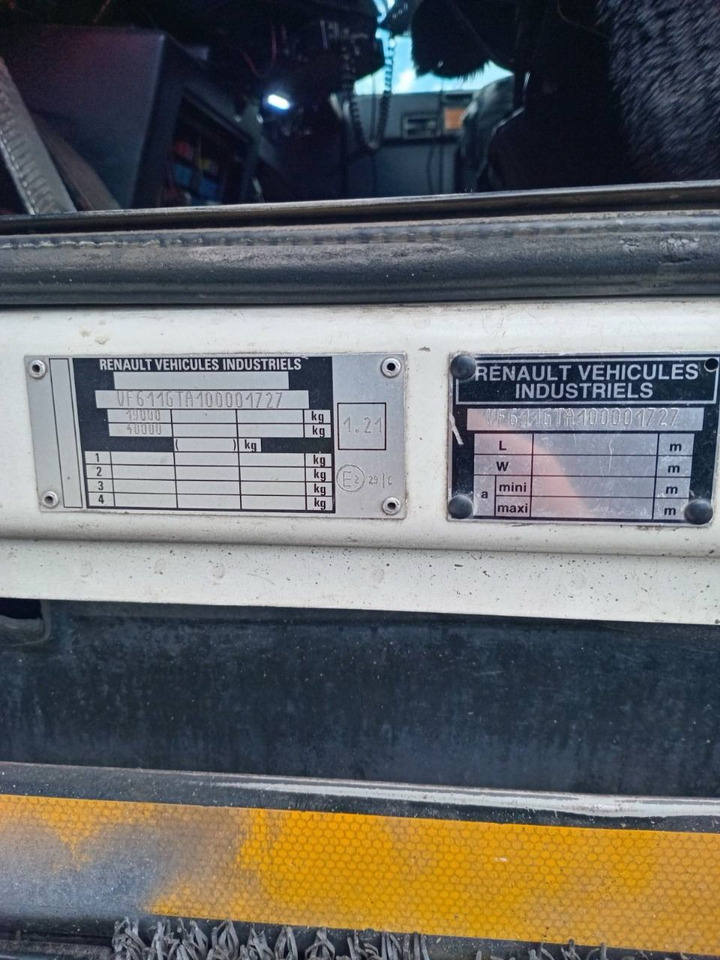 RENAULT VEHICULES INDUSTRIELS
VF611GTA100001727
19000 kg
40000 kg
( ) kg
1 kg
2 kg
3 kg
4 kg
1.21
E2 29|C
RENAULT VEHICULES
INDUSTRIELS
VF611GTA100001727
L m
W m
a mini m
maxi m